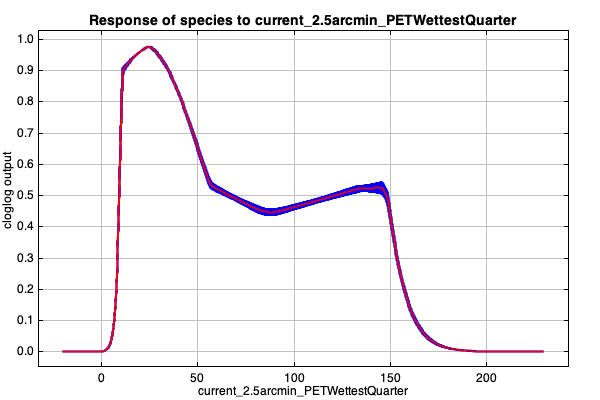 Response of species to current_2.5arcmin_PETWettestQuarter
1.0
0.9
0.8
0.7
0.6
0.5
0.4
0.3
0.2
0.1
0.0
cloglog output
0 50 100 150 200
current_2.5arcmin_PETWettestQuarter